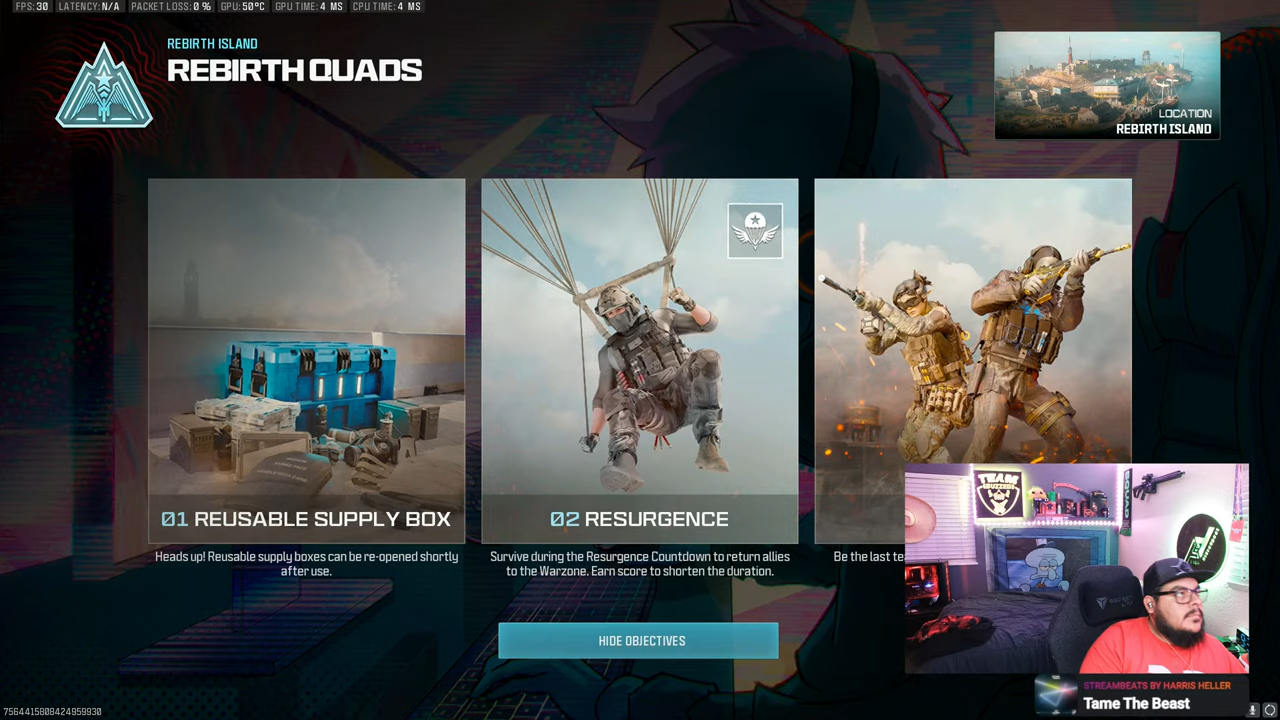 FPS: 30 LATENCY: N/A PACKET LOSS: 0 % GPU: 50°C GPU TIME: 4 MS CPU TIME: 4 MS
REBIRTH ISLAND
REBIRTH QUADS
LOCATION
REBIRTH ISLAND
01 REUSABLE SUPPLY BOX
02 RESURGENCE
Heads up! Reusable supply boxes can be re-opened shortly
after use.
Survive during the Resurgence Countdown to return allies
to the Warzone. Earn score to shorten the duration.
Be the last te
HIDE OBJECTIVES
TEAM
STREAMBEATS BY HARRIS HELLER
Tame The Beast
7564415808424959930